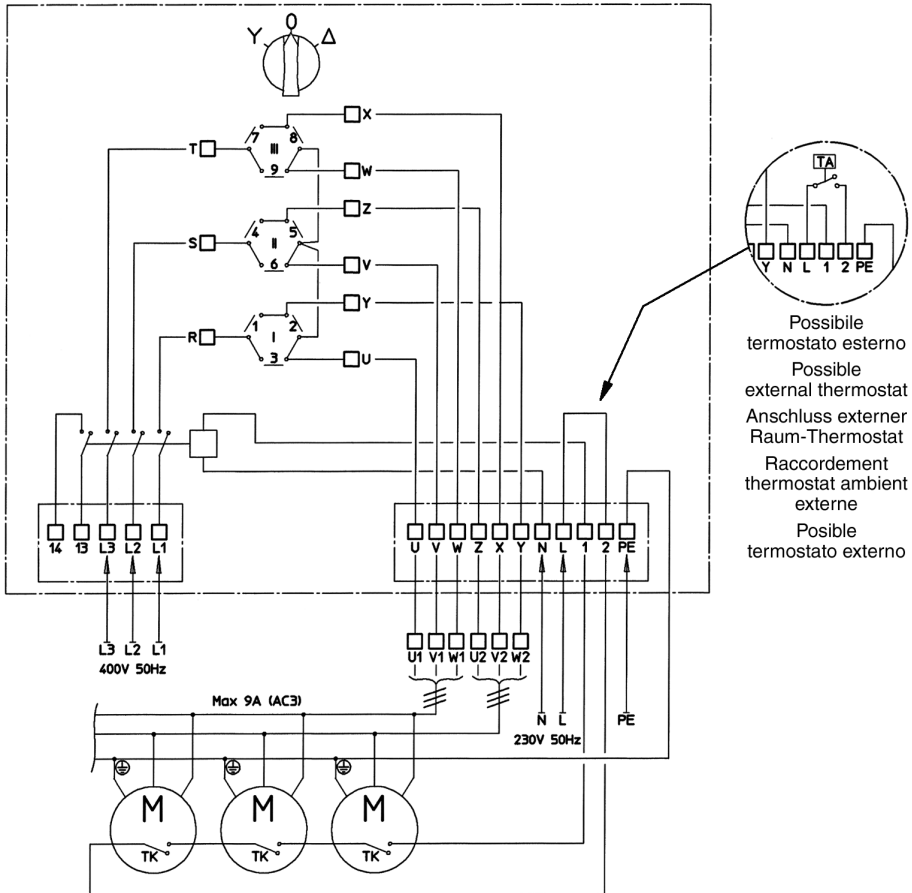 Y 0 Δ
X
7 8
T III
9 W
Z
4 5
S II
6 V
Y
1 2
R I
3 U
14 13 L3 L2 L1
U V W Z X Y N L 1 2 PE
L3 L2 L1
400V 50Hz
U1 V1 W1 U2 V2 W2
Max 9A (AC3)
N L PE
230V 50Hz
M M M
TK TK TK
TA
Y N L 1 2 PE
Possibile
termostato esterno
Possible
external thermostat
Anschluss externer
Raum-Thermostat
Raccordement
thermostat ambient
externe
Posible
termostato externo